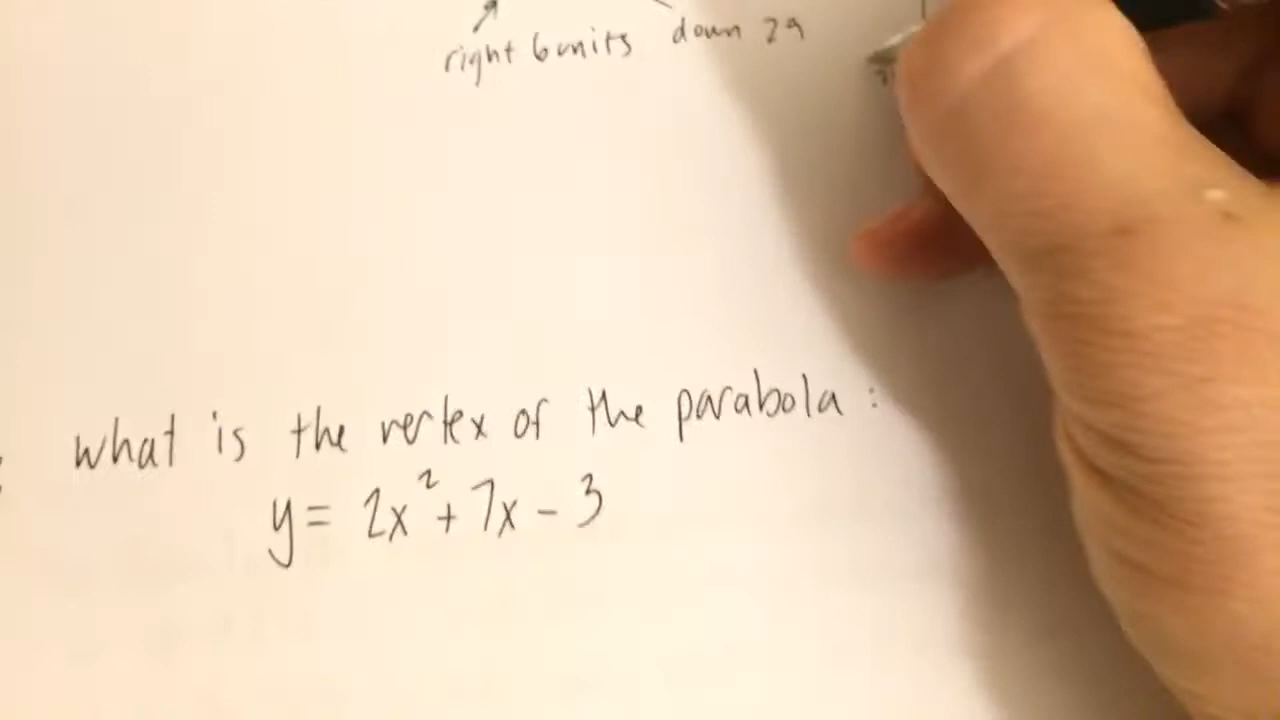 right 6 units down 29
what is the vertex of the parabola :
y = 2x² + 7x - 3